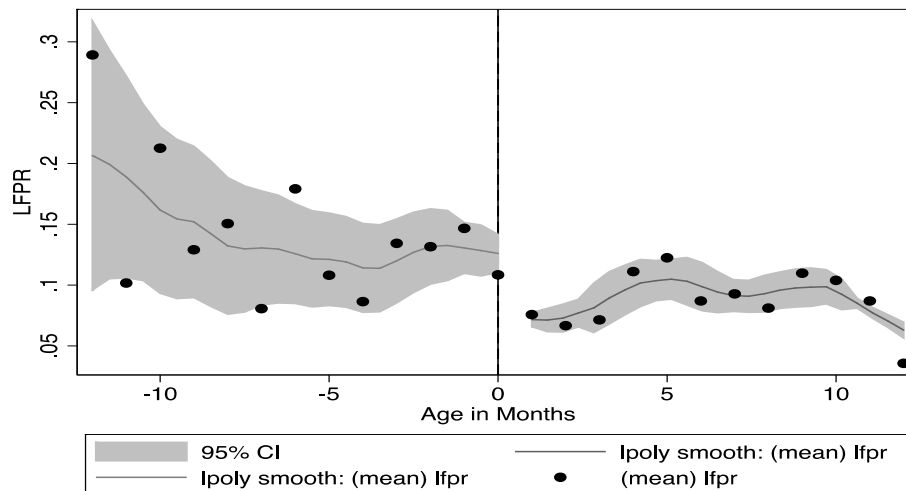 .3
.25
.2
.15
.1
.05
LFPR
-10 -5 0 5 10
Age in Months
95% CI lpoly smooth: (mean) lfpr
lpoly smooth: (mean) lfpr (mean) lfpr